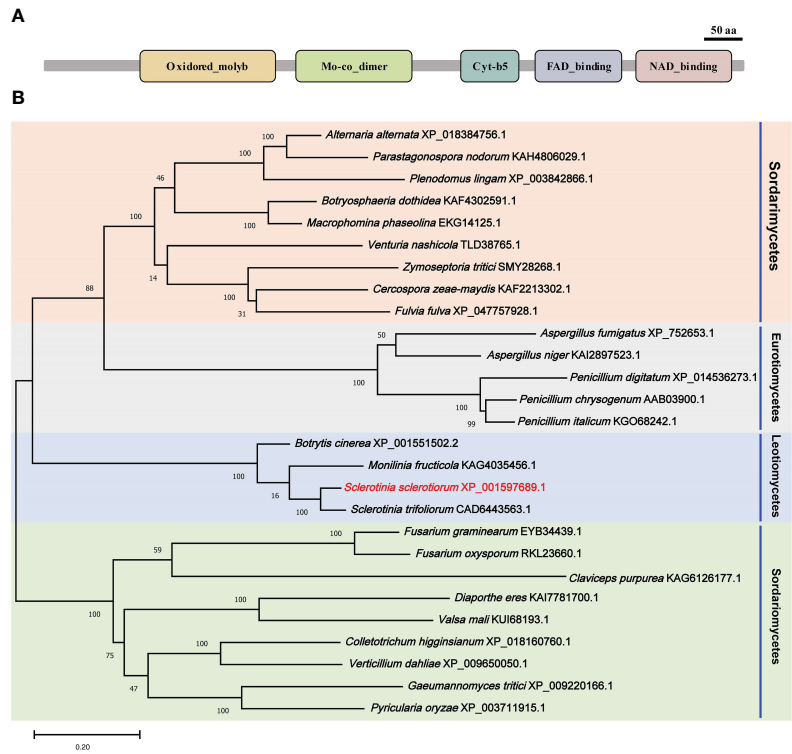 A
50 aa
Oxidored_molyb Mo-co_dimer Cyt-b5 FAD_binding NAD_binding
B
Alternaria alternata XP_018384756.1
100
100
Parastagonospora nodorum KAH4806029.1
46
Plenodomus lingam XP_003842866.1
Botryosphaeria dothidea KAF4302591.1
100
100
Macrophomina phaseolina EKG14125.1
Venturia nashicola TLD38765.1
14
Zymoseptoria tritici SMY28268.1
88
100
Cercospora zeae-maydis KAF2213302.1
31
Fulvia fulva XP_047757928.1
Sordarimycetes
50
Aspergillus fumigatus XP_752653.1
Aspergillus niger KAI2897523.1
100
Penicillium digitatum XP_014536273.1
Penicillium chrysogenum AAB03900.1
100
99
Penicillium italicum KGO68242.1
Eurotiomycetes
Botrytis cinerea XP_001551502.2
Monilinia fructicola KAG4035456.1
100
Sclerotinia sclerotiorum XP_001597689.1
16
100
Sclerotinia trifoliorum CAD6443563.1
Leotiomycetes
100
Fusarium graminearum EYB34439.1
59
Fusarium oxysporum RKL23660.1
Claviceps purpurea KAG6126177.1
100
100
Diaporthe eres KAI7781700.1
Valsa mali KUI68193.1
75
100
Colletotrichum higginsianum XP_018160760.1
Verticillium dahliae XP_009650050.1
47
Gaeumannomyces tritici XP_009220166.1
100
Pyricularia oryzae XP_003711915.1
Sordariomycetes
0.20